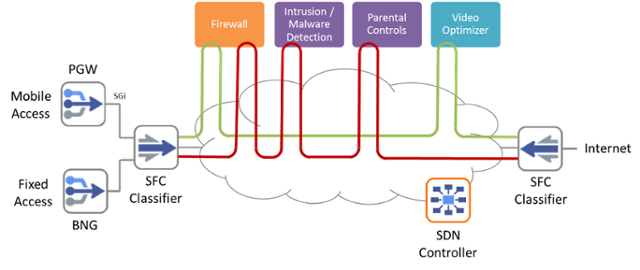 Firewall
Intrusion /
Malware
Detection
Parental
Controls
Video
Optimizer
PGW
Mobile
Access
SGi
Fixed
Access
BNG
SFC
Classifier
SFC
Classifier
Internet
SDN
Controller